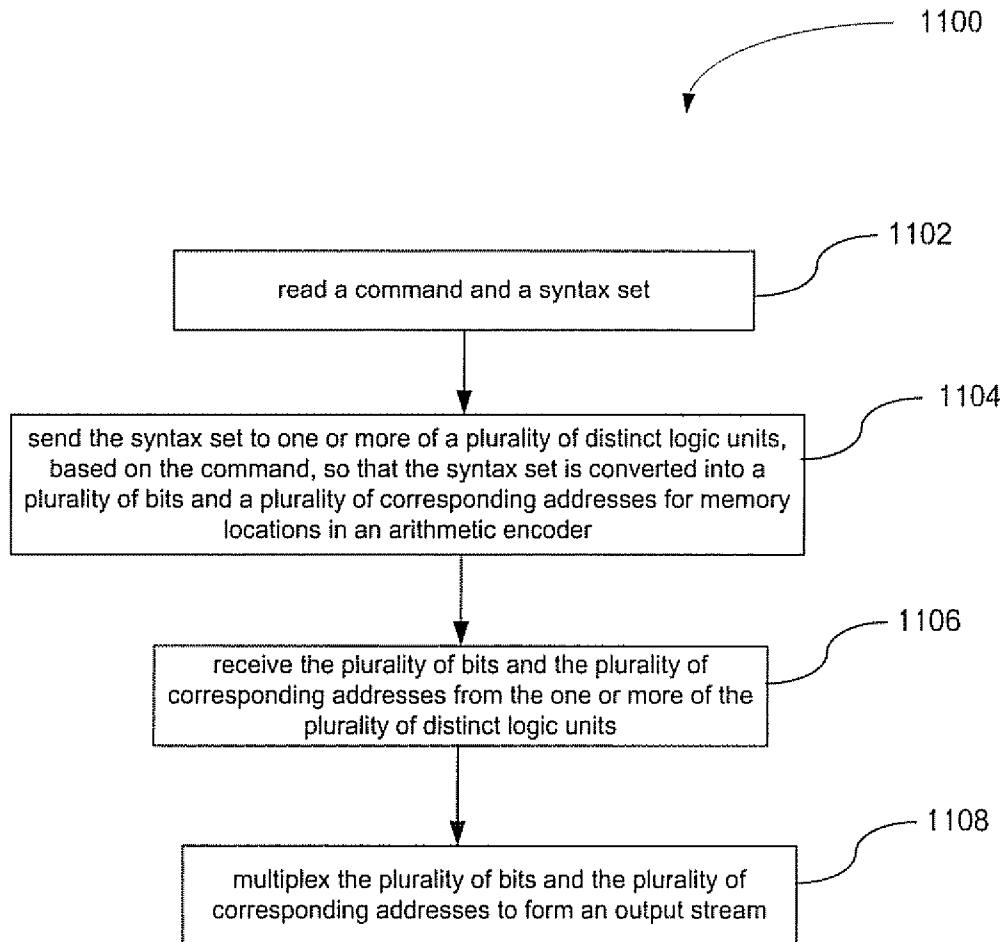 1100
1102
read a command and a syntax set
1104
send the syntax set to one or more of a plurality of distinct logic units,
based on the command, so that the syntax set is converted into a
plurality of bits and a plurality of corresponding addresses for memory
locations in an arithmetic encoder
1106
receive the plurality of bits and the plurality of
corresponding addresses from the one or more of the
plurality of distinct logic units
1108
multiplex the plurality of bits and the plurality of
corresponding addresses to form an output stream